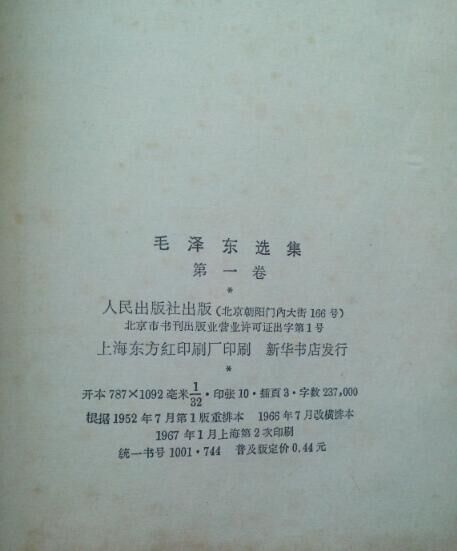 毛泽东选集
第一卷
*
人民出版社出版(北京朝阳门内大街166号)
北京市书刊出版业营业许可证出字第1号
上海东方红印刷厂印刷 新华书店发行
*
开本787×1092毫米1/32·印张10·插页3·字数237,000
根据1952年7月第1版重排本 1966年7月改横排本
1967年1月上海第2次印刷
统一书号1001·744 普及版定价0.44元